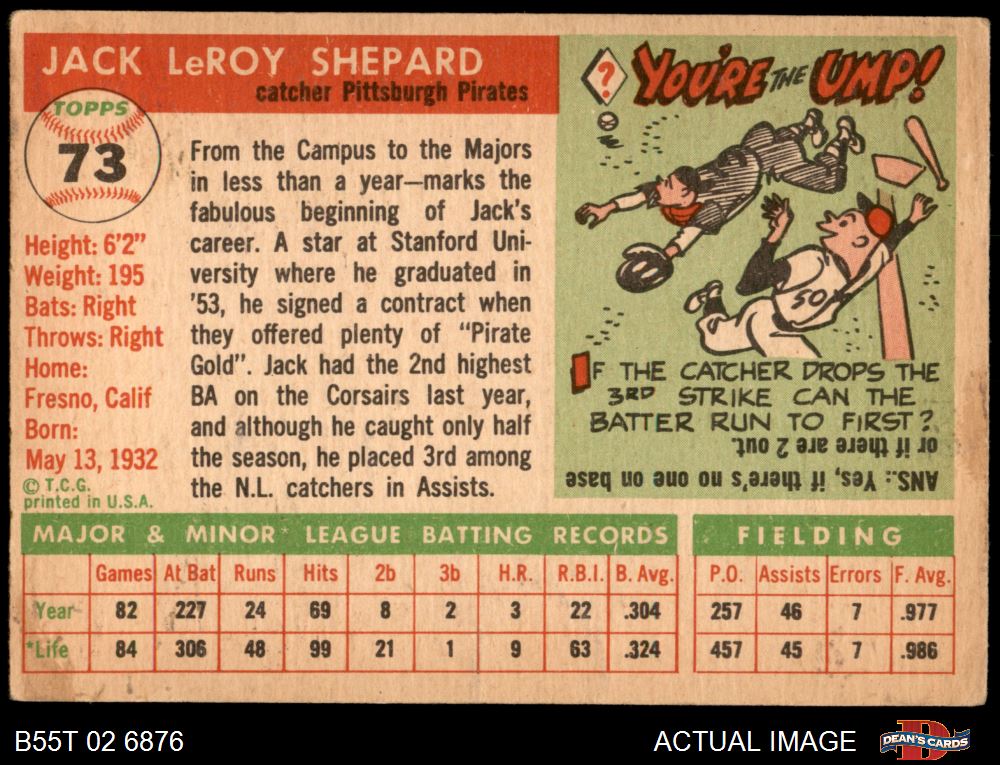 JACK LeROY SHEPARD
catcher Pittsburgh Pirates
TOPPS
73
Height: 6'2"
Weight: 195
Bats: Right
Throws: Right
Home:
Fresno, Calif
Born:
May 13, 1932
© T.C.G.
printed in U.S.A.
From the Campus to the Majors
in less than a year—marks the
fabulous beginning of Jack's
career. A star at Stanford Uni-
versity where he graduated in
'53, he signed a contract when
they offered plenty of "Pirate
Gold". Jack had the 2nd highest
BA on the Corsairs last year,
and although he caught only half
the season, he placed 3rd among
the N.L. catchers in Assists.
? YOU'RE THE UMP!
50
IF THE CATCHER DROPS THE
3RD STRIKE CAN THE
BATTER RUN TO FIRST?
ANS.: Yes, if there's no one on base
or if there are 2 out.
MAJOR & MINOR LEAGUE BATTING RECORDS
Games At Bat Runs Hits 2b 3b H.R. R.B.I. B. Avg.
Year 82 227 24 69 8 2 3 22 .304
*Life 84 306 48 99 21 1 9 63 .324
FIELDING
P.O. Assists Errors F. Avg.
257 46 7 .977
457 45 7 .986
B55T 02 6876
ACTUAL IMAGE
D
DEAN'S CARDS